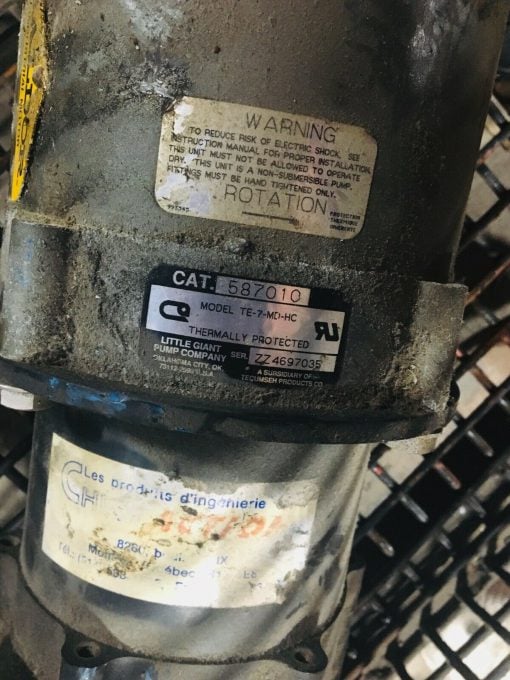 WARNING
TO REDUCE RISK OF ELECTRIC SHOCK, SEE
INSTRUCTION MANUAL FOR PROPER INSTALLATION.
THIS UNIT MUST NOT BE ALLOWED TO OPERATE
DRY. THIS UNIT IS A NON-SUBMERSIBLE PUMP.
FITTINGS MUST BE HAND TIGHTENED ONLY.
ROTATION
PROTECTION
THERMIQUE
CAT. 587010
MODEL TE-7-MD-HC
THERMALLY PROTECTED
LITTLE GIANT
PUMP COMPANY
OKLAHOMA CITY, OK.
SER. ZZ4697035
A SUBSIDIARY OF
TECUMSEH PRODUCTS CO.
CH
Les produits d'ingénierie